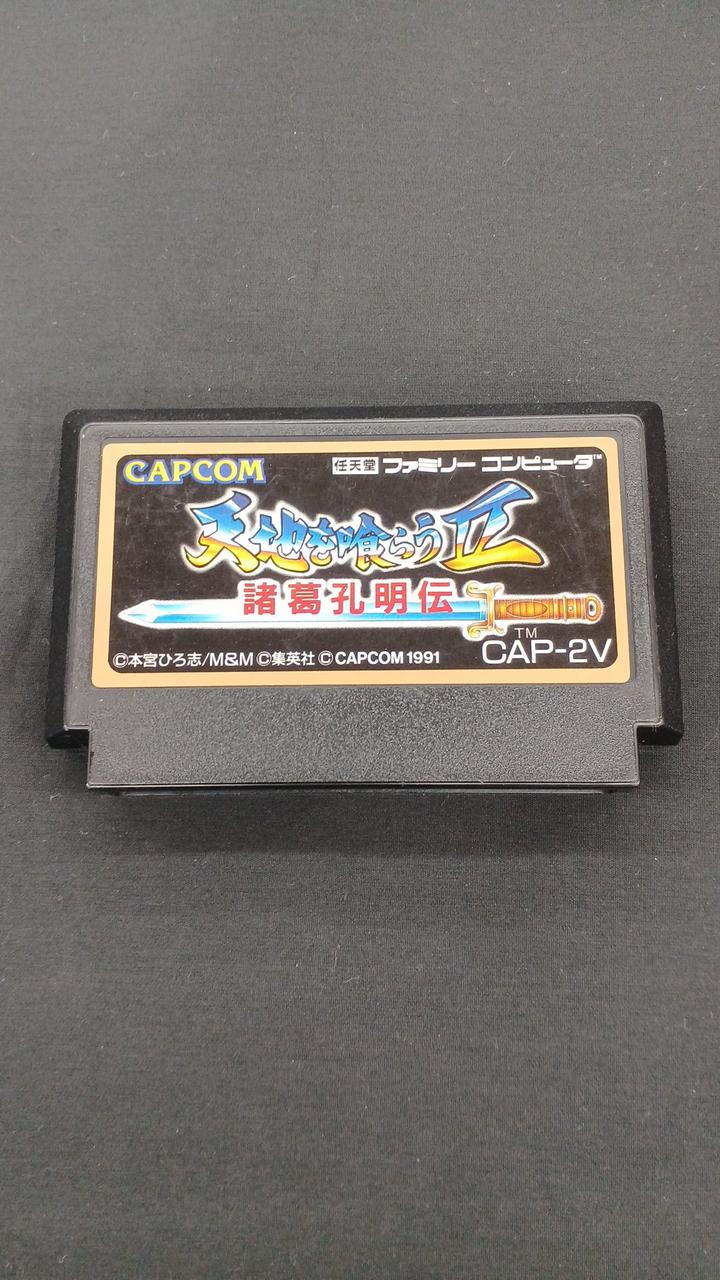 CAPCOM 任天堂 ファミリー コンピュータ™
天地を喰らうⅡ
諸葛孔明伝
©本宮ひろ志/M&M ©集英社 © CAPCOM 1991 CAP-2V™